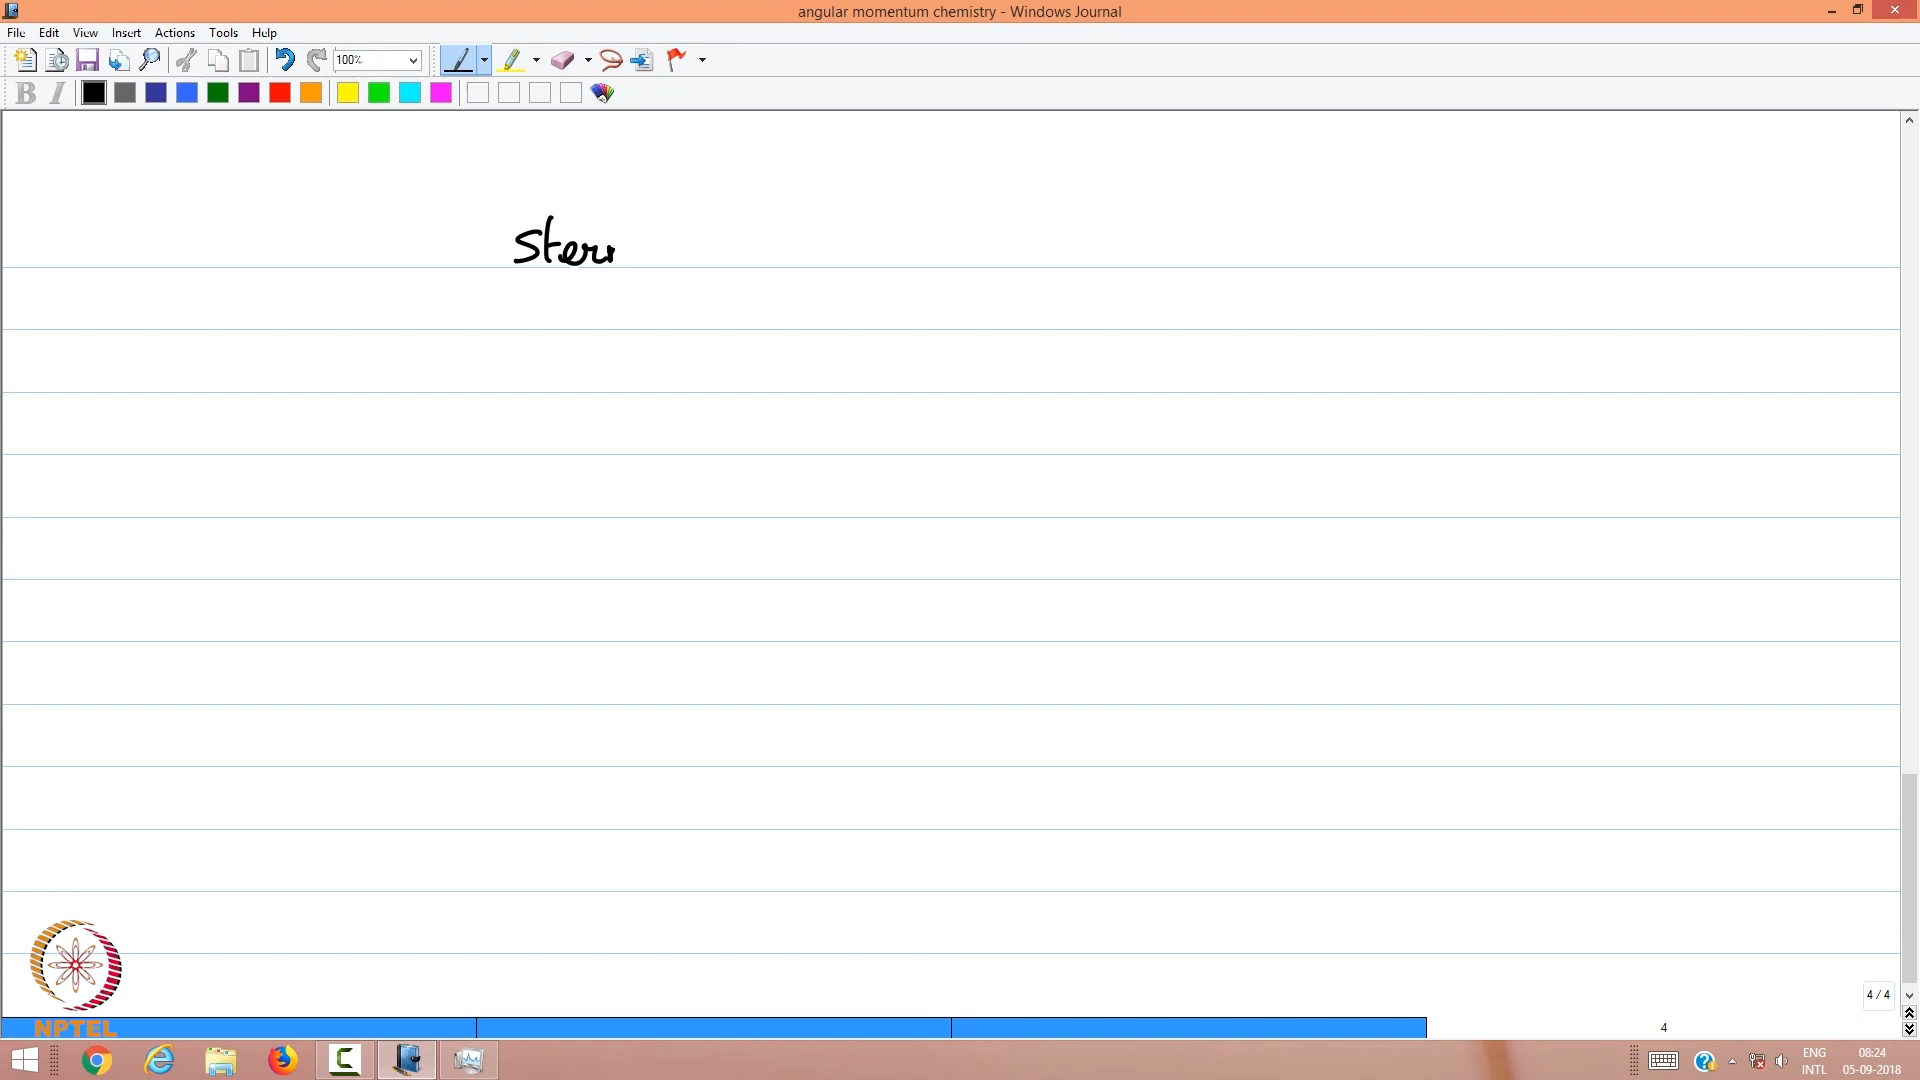 angular momentum chemistry - Windows Journal
File Edit View Insert Actions Tools Help
100%
B I
Ster
4 / 4
4
NPTEL
ENG 08:24
INTL 05-09-2018